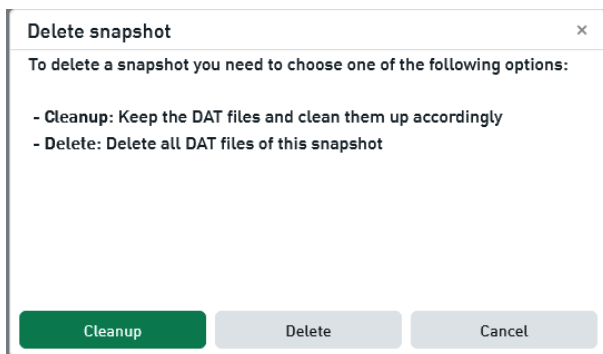 Delete snapshot ×
To delete a snapshot you need to choose one of the following options:
- Cleanup: Keep the DAT files and clean them up accordingly
- Delete: Delete all DAT files of this snapshot
Cleanup Delete Cancel